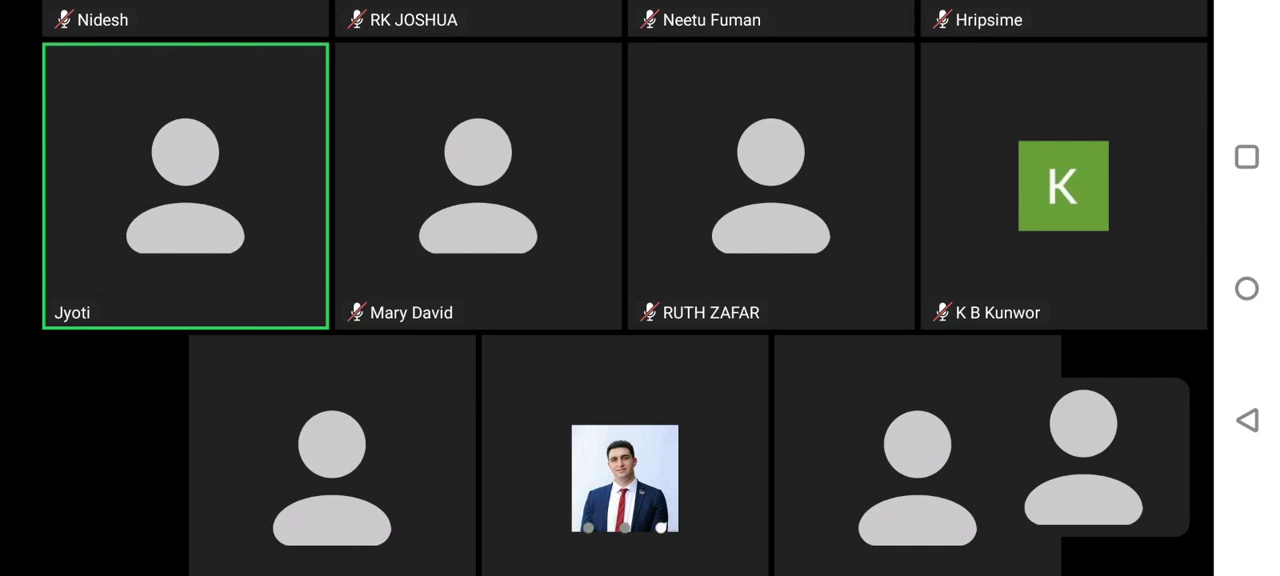 Nidesh
RK JOSHUA
Neetu Fuman
Hripsime
K
Jyoti
Mary David
RUTH ZAFAR
K B Kunwor